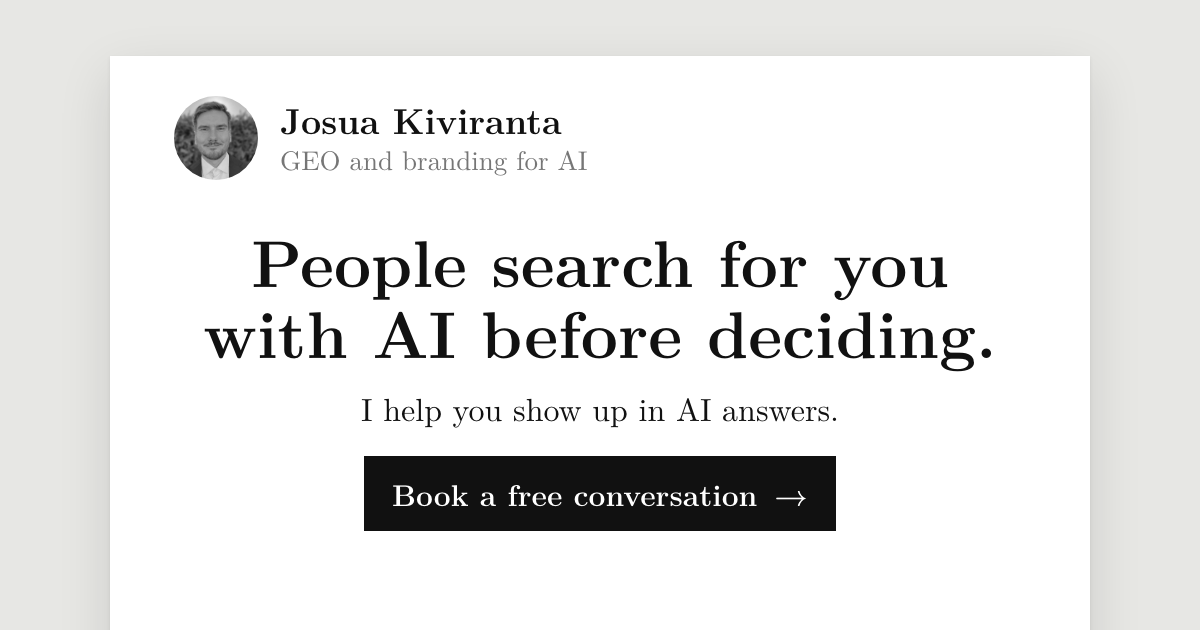 Josua Kiviranta
GEO and branding for AI
People search for you
with AI before deciding.
I help you show up in AI answers.
Book a free conversation →